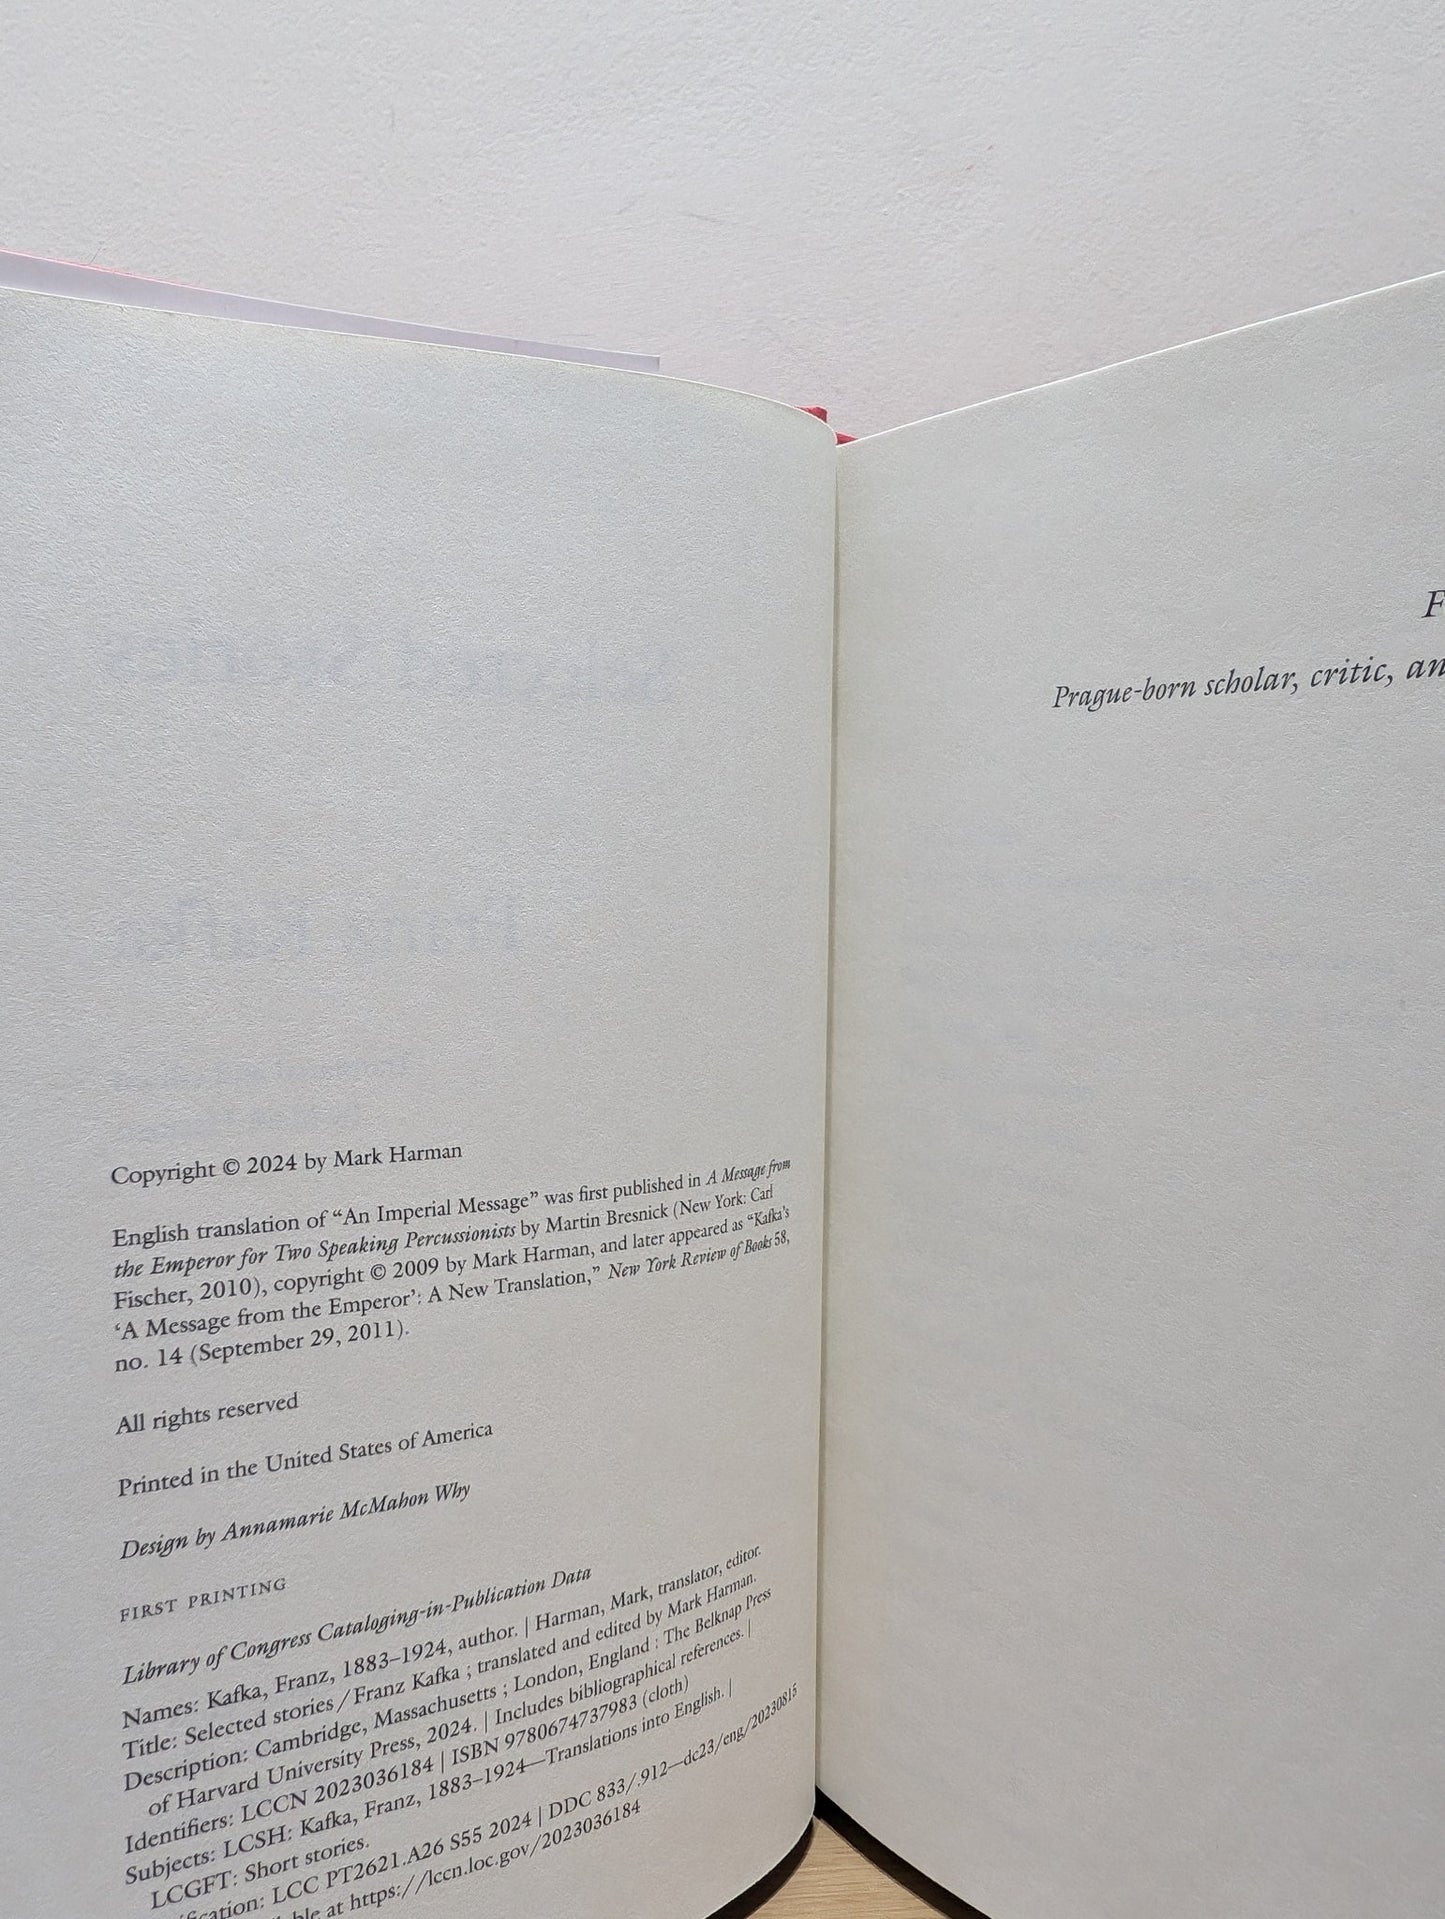 Copyright © 2024 by Mark Harman
English translation of “An Imperial Message” was first published in A Message from
the Emperor for Two Speaking Percussionists by Martin Bresnick (New York: Carl
Fischer, 2010), copyright © 2009 by Mark Harman, and later appeared as “Kafka’s
‘A Message from the Emperor’: A New Translation,” New York Review of Books 58,
no. 14 (September 29, 2011).
All rights reserved
Printed in the United States of America
Design by Annamarie McMahon Why
FIRST PRINTING
Library of Congress Cataloging-in-Publication Data
Names: Kafka, Franz, 1883–1924, author. | Harman, Mark, translator, editor.
Title: Selected stories / Franz Kafka ; translated and edited by Mark Harman.
Description: Cambridge, Massachusetts ; London, England : The Belknap Press
of Harvard University Press, 2024. | Includes bibliographical references. |
Identifiers: LCCN 2023036184 | ISBN 9780674737983 (cloth)
Subjects: LCSH: Kafka, Franz, 1883–1924—Translations into English. |
LCGFT: Short stories.
LCC PT2621.A26 S55 2024 | DDC 833/.912—dc23/eng/20230815
at https://lccn.loc.gov/2023036184
F
Prague-born scholar, critic, an